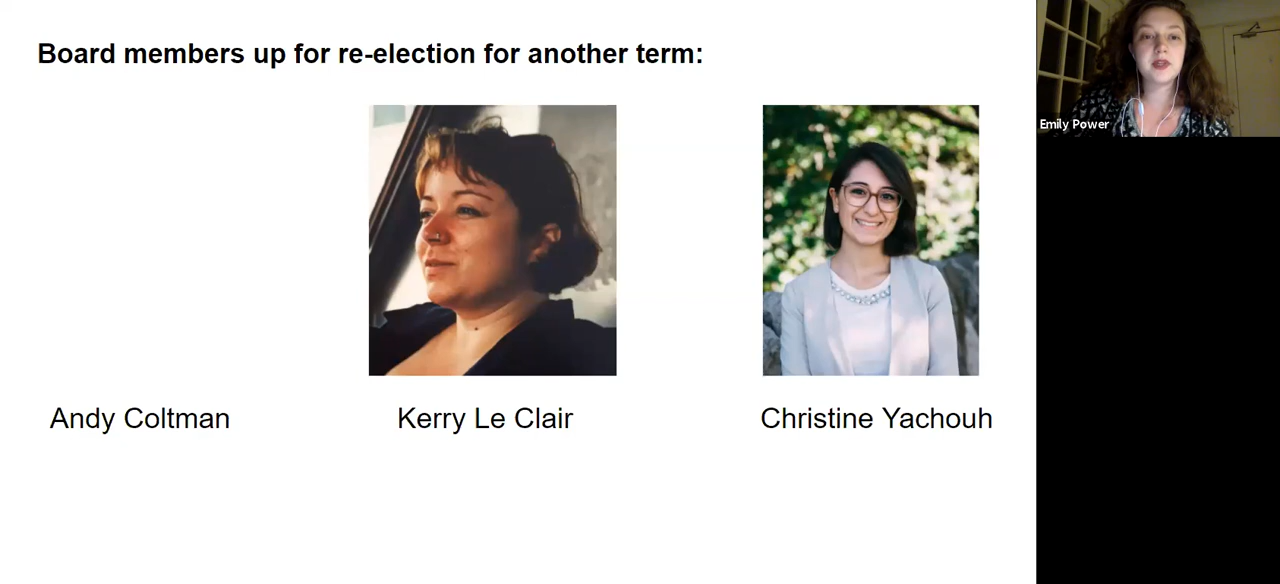 Board members up for re-election for another term:
Emily Power
Andy Coltman
Kerry Le Clair
Christine Yachouh